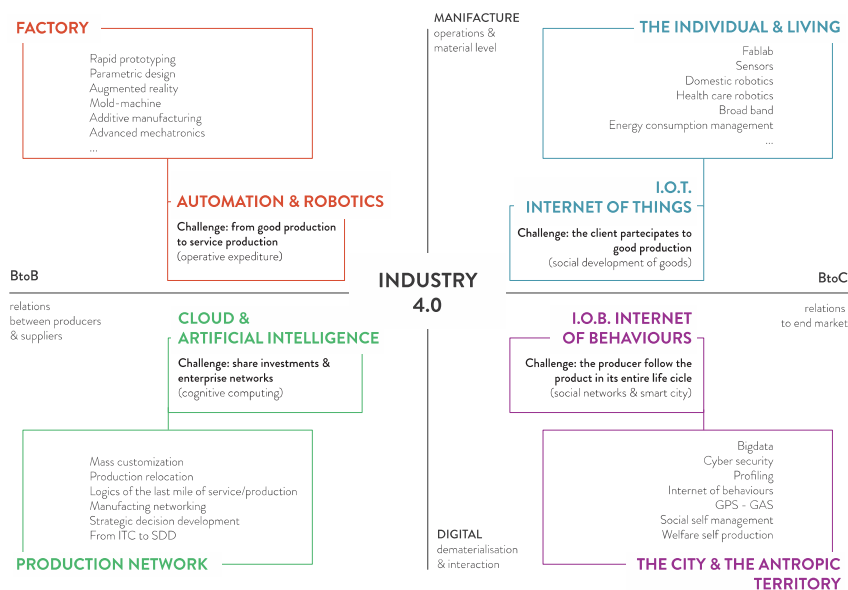 MANIFACTURE
operations &
material level
FACTORY
Rapid prototyping
Parametric design
Augmented reality
Mold-machine
Additive manufacturing
Advanced mechatronics
...
AUTOMATION & ROBOTICS
Challenge: from good production
to service production
(operative expediture)
THE INDIVIDUAL & LIVING
Fablab
Sensors
Domestic robotics
Health care robotics
Broad band
Energy consumption management
...
I.O.T.
INTERNET OF THINGS
Challenge: the client partecipates to
good production
(social development of goods)
BtoB
relations
between producers
& suppliers
INDUSTRY
4.0
BtoC
relations
to end market
CLOUD &
ARTIFICIAL INTELLIGENCE
Challenge: share investments &
enterprise networks
(cognitive computing)
Mass customization
Production relocation
Logics of the last mile of service/production
Manufacting networking
Strategic decision development
From ITC to SDD
PRODUCTION NETWORK
I.O.B. INTERNET
OF BEHAVIOURS
Challenge: the producer follow the
product in its entire life cicle
(social networks & smart city)
Bigdata
Cyber security
Profiling
Internet of behaviours
GPS - GAS
Social self management
Welfare self production
THE CITY & THE ANTROPIC
TERRITORY
DIGITAL
dematerialisation
& interaction